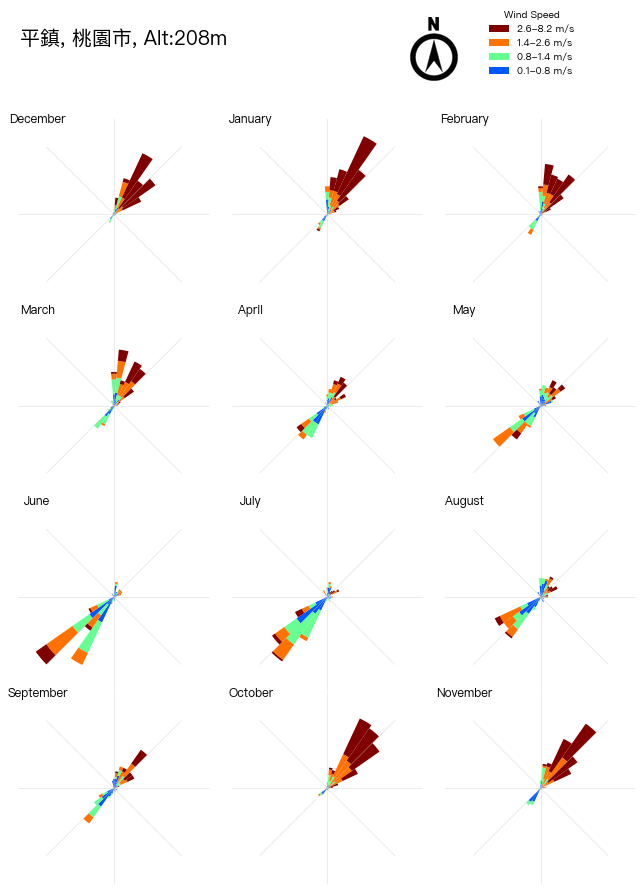 平鎮, 桃園市, Alt:208m
N
Wind Speed
2.6–8.2 m/s
1.4–2.6 m/s
0.8–1.4 m/s
0.1–0.8 m/s
December
January
February
March
April
May
June
July
August
September
October
November